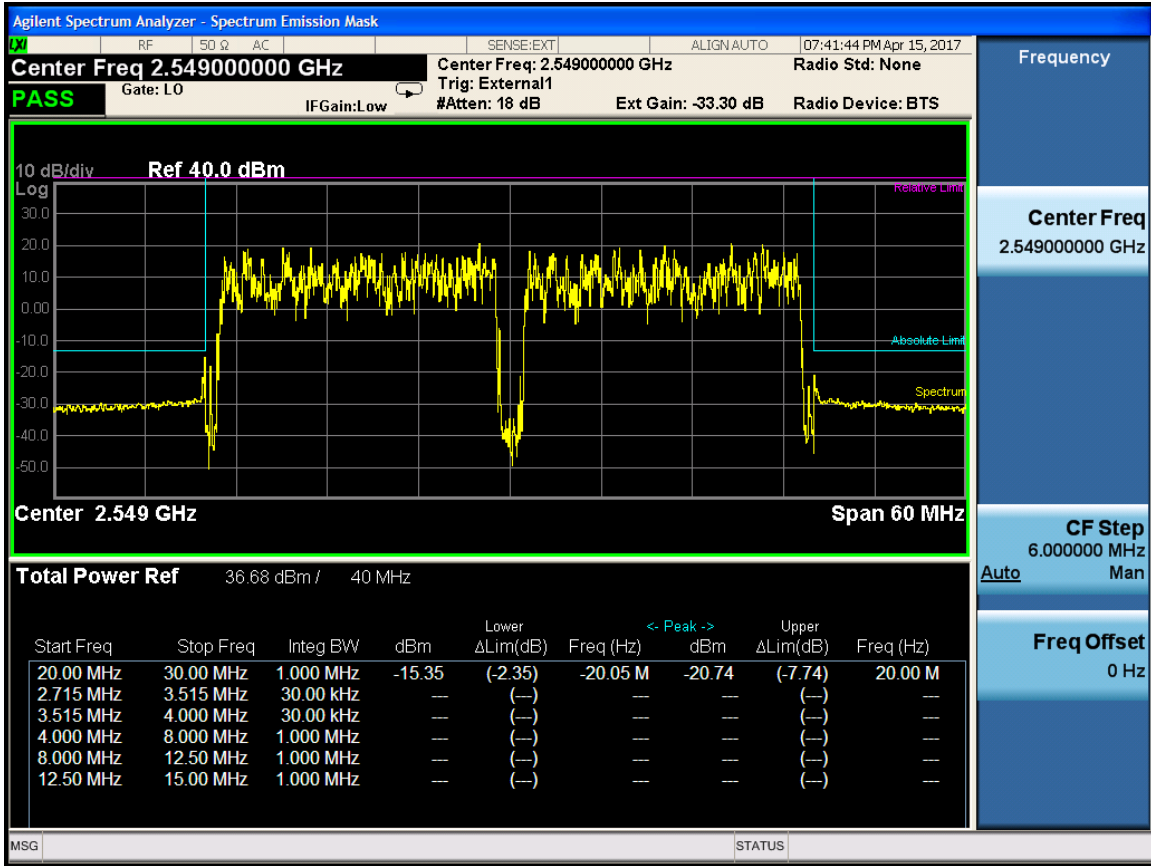 Agilent Spectrum Analyzer - Spectrum Emission Mask
LXI RF 50 Ω AC SENSE:EXT ALIGN AUTO 07:41:44 PM Apr 15, 2017
Center Freq 2.549000000 GHz Center Freq: 2.549000000 GHz Radio Std: None
Trig: External1
PASS Gate: LO IFGain:Low #Atten: 18 dB Ext Gain: -33.30 dB Radio Device: BTS
10 dB/div Ref 40.0 dBm
Log
Relative Limit
30.0
20.0
10.0
0.00
-10.0
Absolute Limit
-20.0
-30.0
Spectrum
-40.0
-50.0
Center 2.549 GHz Span 60 MHz
Total Power Ref 36.68 dBm / 40 MHz
Lower <- Peak -> Upper
Start Freq Stop Freq Integ BW dBm ΔLim(dB) Freq (Hz) dBm ΔLim(dB) Freq (Hz)
20.00 MHz 30.00 MHz 1.000 MHz -15.35 (-2.35) -20.05 M -20.74 (-7.74) 20.00 M
2.715 MHz 3.515 MHz 30.00 kHz --- (---) --- --- (---) ---
3.515 MHz 4.000 MHz 30.00 kHz --- (---) --- --- (---) ---
4.000 MHz 8.000 MHz 1.000 MHz --- (---) --- --- (---) ---
8.000 MHz 12.50 MHz 1.000 MHz --- (---) --- --- (---) ---
12.50 MHz 15.00 MHz 1.000 MHz --- (---) --- --- (---) ---
MSG STATUS
Frequency
Center Freq
2.549000000 GHz
CF Step
6.000000 MHz
Auto Man
Freq Offset
0 Hz